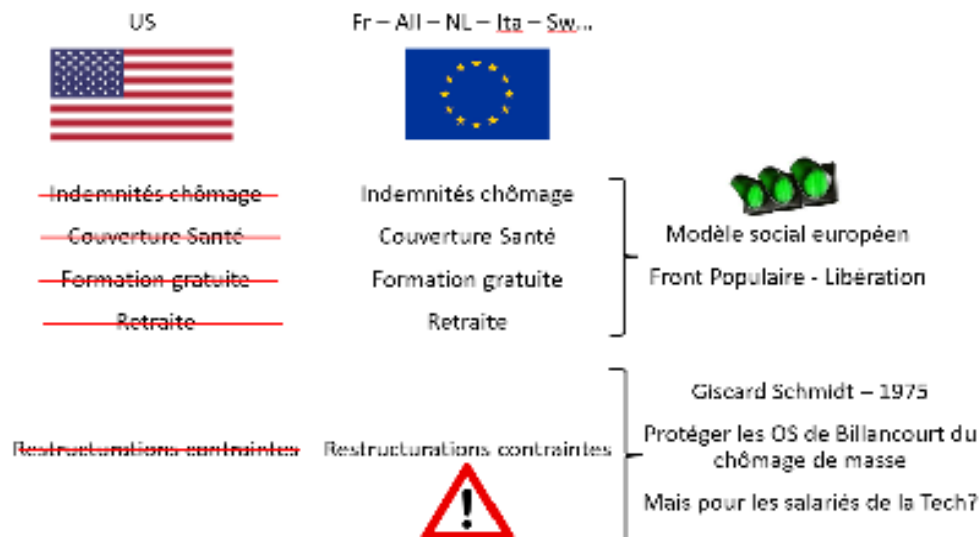 US
Fr – All – NL – Ita – Sw...
Indemnités chômage
Indemnités chômage
Couverture Santé
Couverture Santé
Formation gratuite
Formation gratuite
Retraite
Retraite
Modèle social européen
Front Populaire - Libération
Restructurations contraintes
Restructurations contraintes
!
Giscard Schmidt – 1975
Protéger les OS de Billancourt du
chômage de masse
Mais pour les salariés de la Tech?